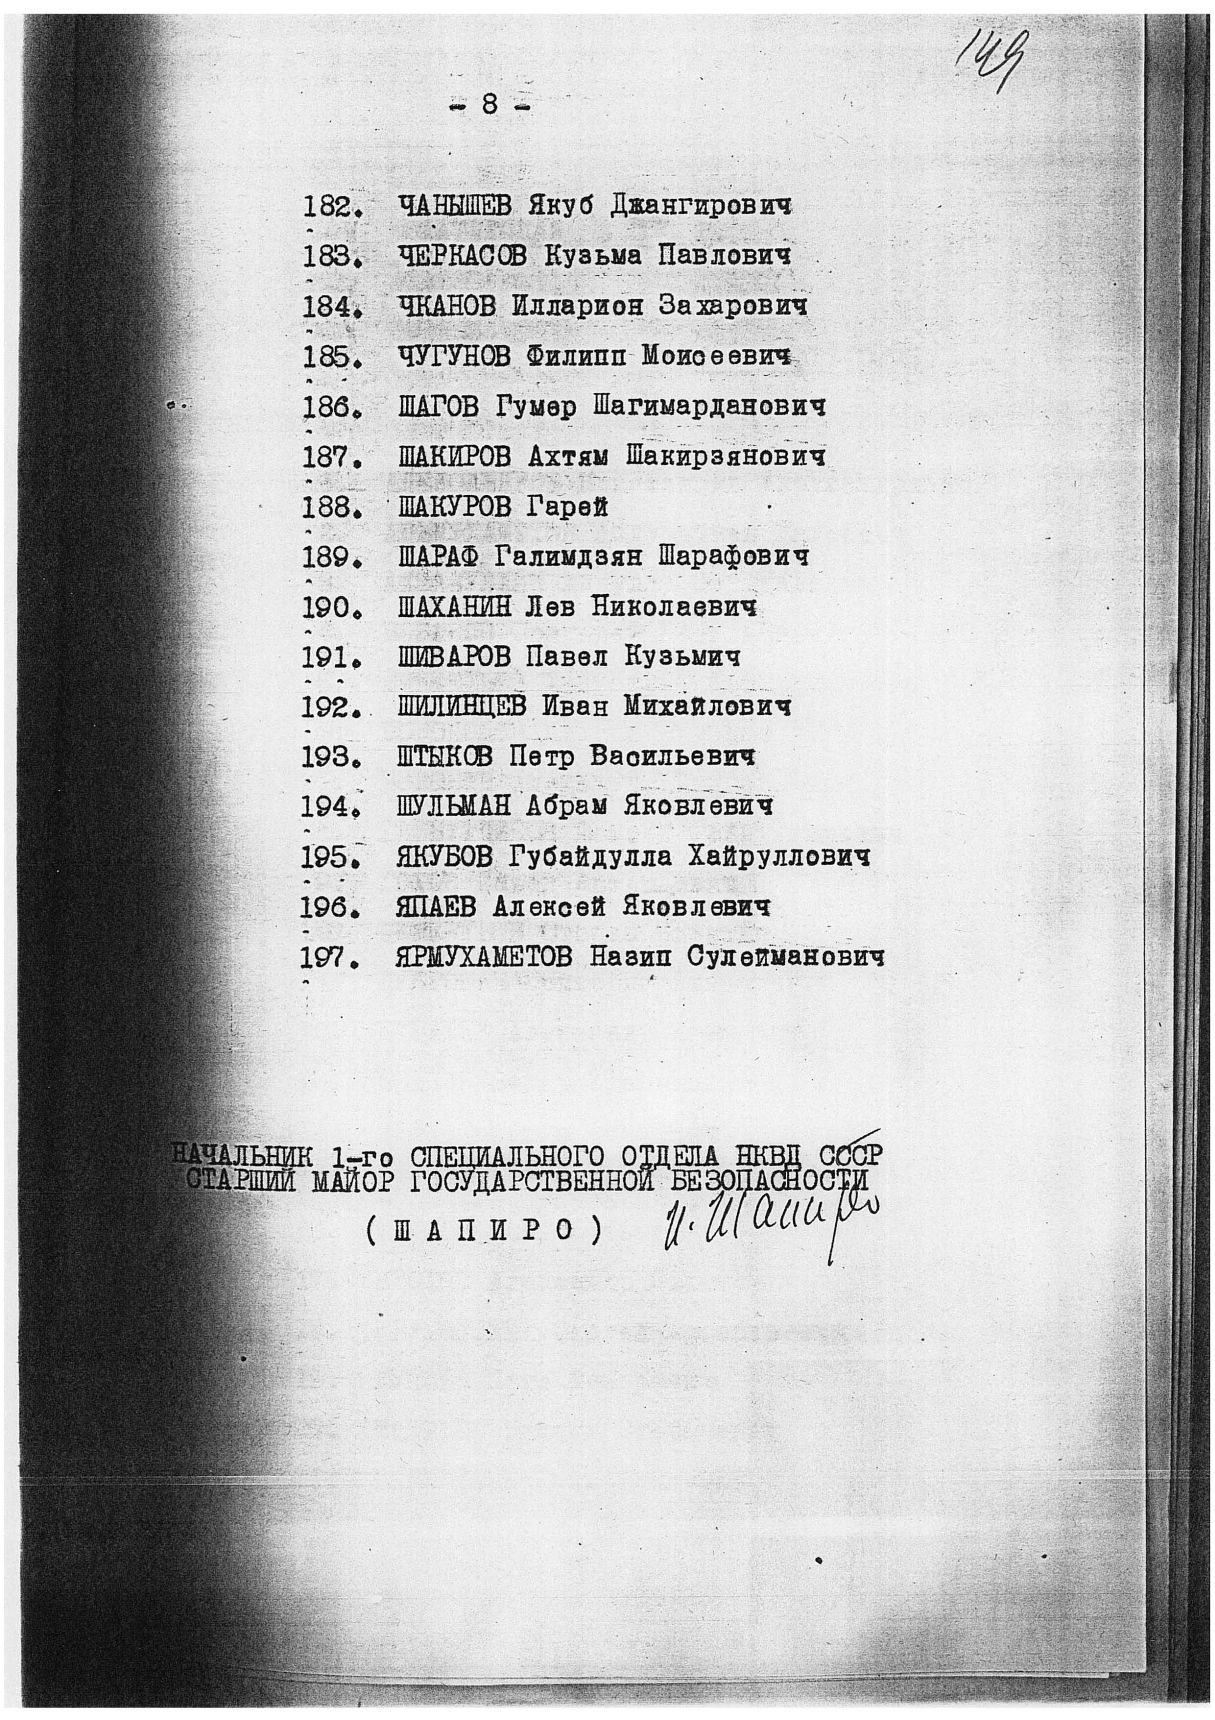 149
- 8 -
182. ЧАНЫШЕВ Якуб Джангирович
183. ЧЕРКАСОВ Кузьма Павлович
184. ЧКАНОВ Илларион Захарович
185. ЧУГУНОВ Филипп Моисеевич
186. ШАГОВ Гумер Шагимарданович
187. ШАКИРОВ Ахтям Шакирзянович
188. ШАКУРОВ Гарей
189. ШАРАФ Галимдзян Шарафович
190. ШАХАНИН Лев Николаевич
191. ШИВАРОВ Павел Кузьмич
192. ШИЛИНЦЕВ Иван Михайлович
193. ШТЫКОВ Петр Васильевич
194. ШУЛЬМАН Абрам Яковлевич
195. ЯКУБОВ Губайдулла Хайруллович
196. ЯПАЕВ Алексей Яковлевич
197. ЯРМУХАМЕТОВ Назип Сулейманович
НАЧАЛЬНИК 1-го СПЕЦИАЛЬНОГО ОТДЕЛА НКВД СССР
СТАРШИЙ МАЙОР ГОСУДАРСТВЕННОЙ БЕЗОПАСНОСТИ
( Ш А П И Р О ) И. Шапиро